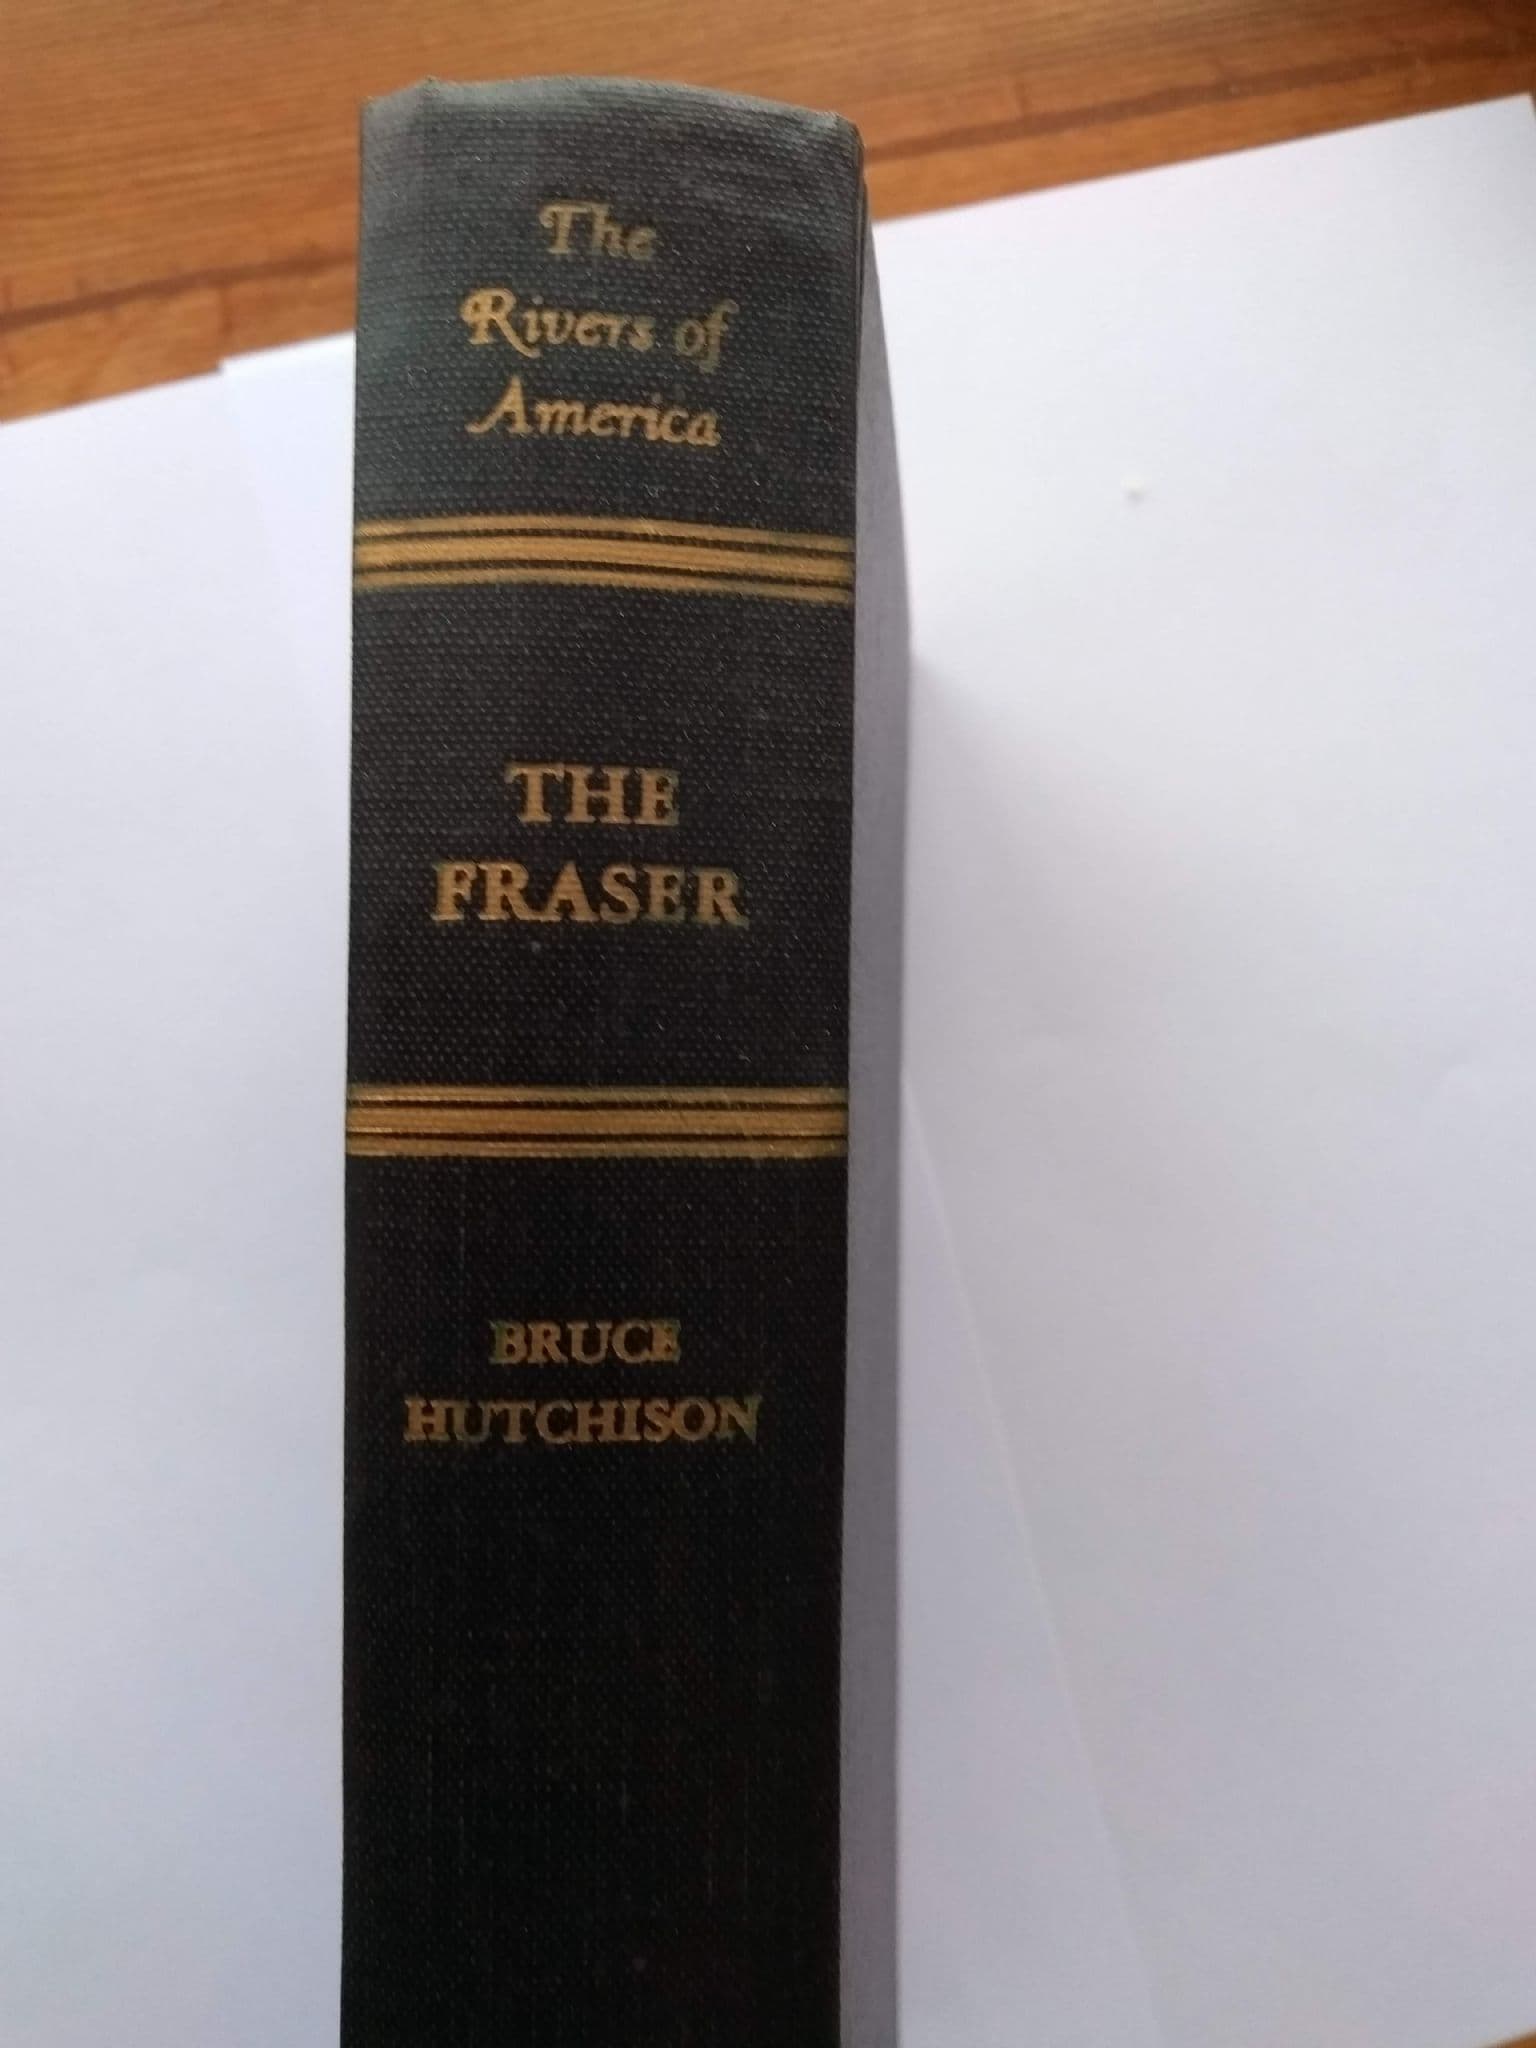 The
Rivers of
America
THE
FRASER
BRUCE
HUTCHISON